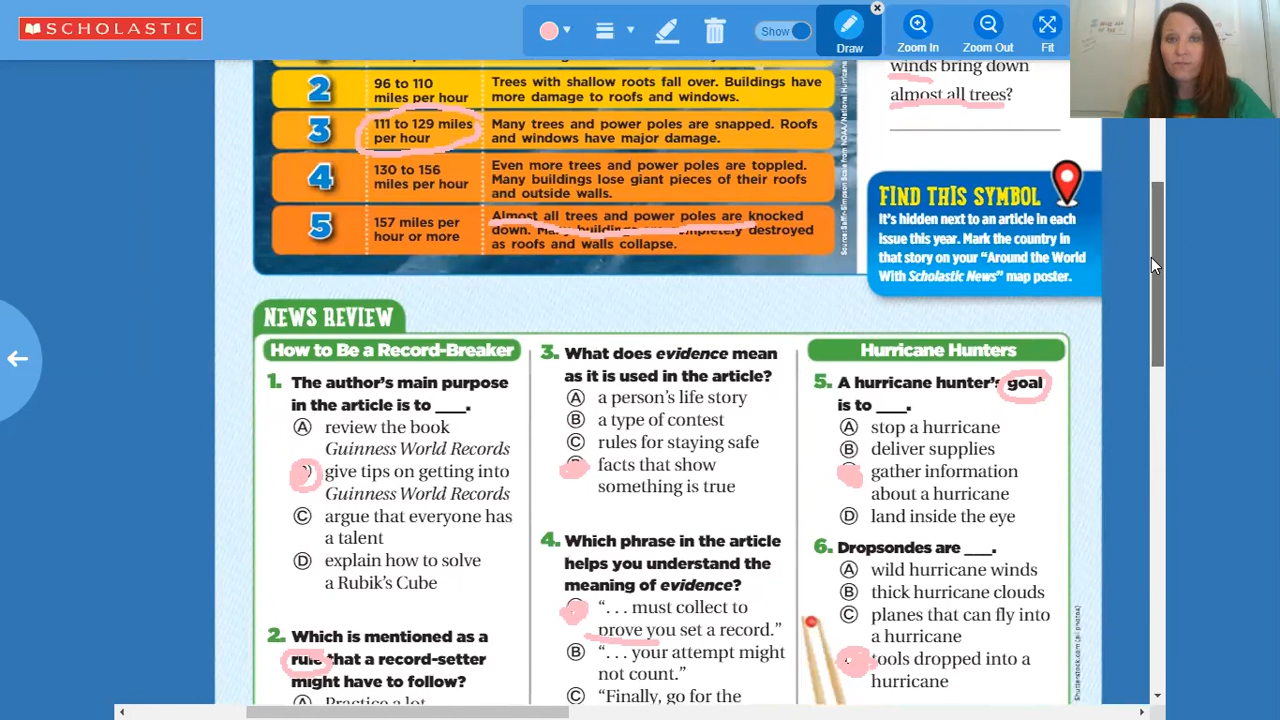 SCHOLASTIC
Show
Draw
Zoom In
Zoom Out
Fit
winds bring down
almost all trees?
2
96 to 110
miles per hour
Trees with shallow roots fall over. Buildings have
more damage to roofs and windows.
3
111 to 129 miles
per hour
Many trees and power poles are snapped. Roofs
and windows have major damage.
4
130 to 156
miles per hour
Even more trees and power poles are toppled.
Many buildings lose giant pieces of their roofs
and outside walls.
5
157 miles per
hour or more
Almost all trees and power poles are knocked
down. Many buildings are completely destroyed
as roofs and walls collapse.
FIND THIS SYMBOL
It's hidden next to an article in each
issue this year. Mark the country in
that story on your "Around the World
With Scholastic News" map poster.
NEWS REVIEW
How to Be a Record-Breaker
1. The author's main purpose
in the article is to ___.
A review the book
Guinness World Records
give tips on getting into
Guinness World Records
C argue that everyone has
a talent
D explain how to solve
a Rubik's Cube
2. Which is mentioned as a
rule that a record-setter
might have to follow?
A Practice a lot
3. What does evidence mean
as it is used in the article?
A a person's life story
B a type of contest
C rules for staying safe
facts that show
something is true
4. Which phrase in the article
helps you understand the
meaning of evidence?
". . . must collect to
prove you set a record."
B ". . . your attempt might
not count."
C "Finally, go for the
Hurricane Hunters
5. A hurricane hunter's goal
is to ___.
A stop a hurricane
B deliver supplies
gather information
about a hurricane
D land inside the eye
6. Dropsondes are ___.
A wild hurricane winds
B thick hurricane clouds
C planes that can fly into
a hurricane
tools dropped into a
hurricane